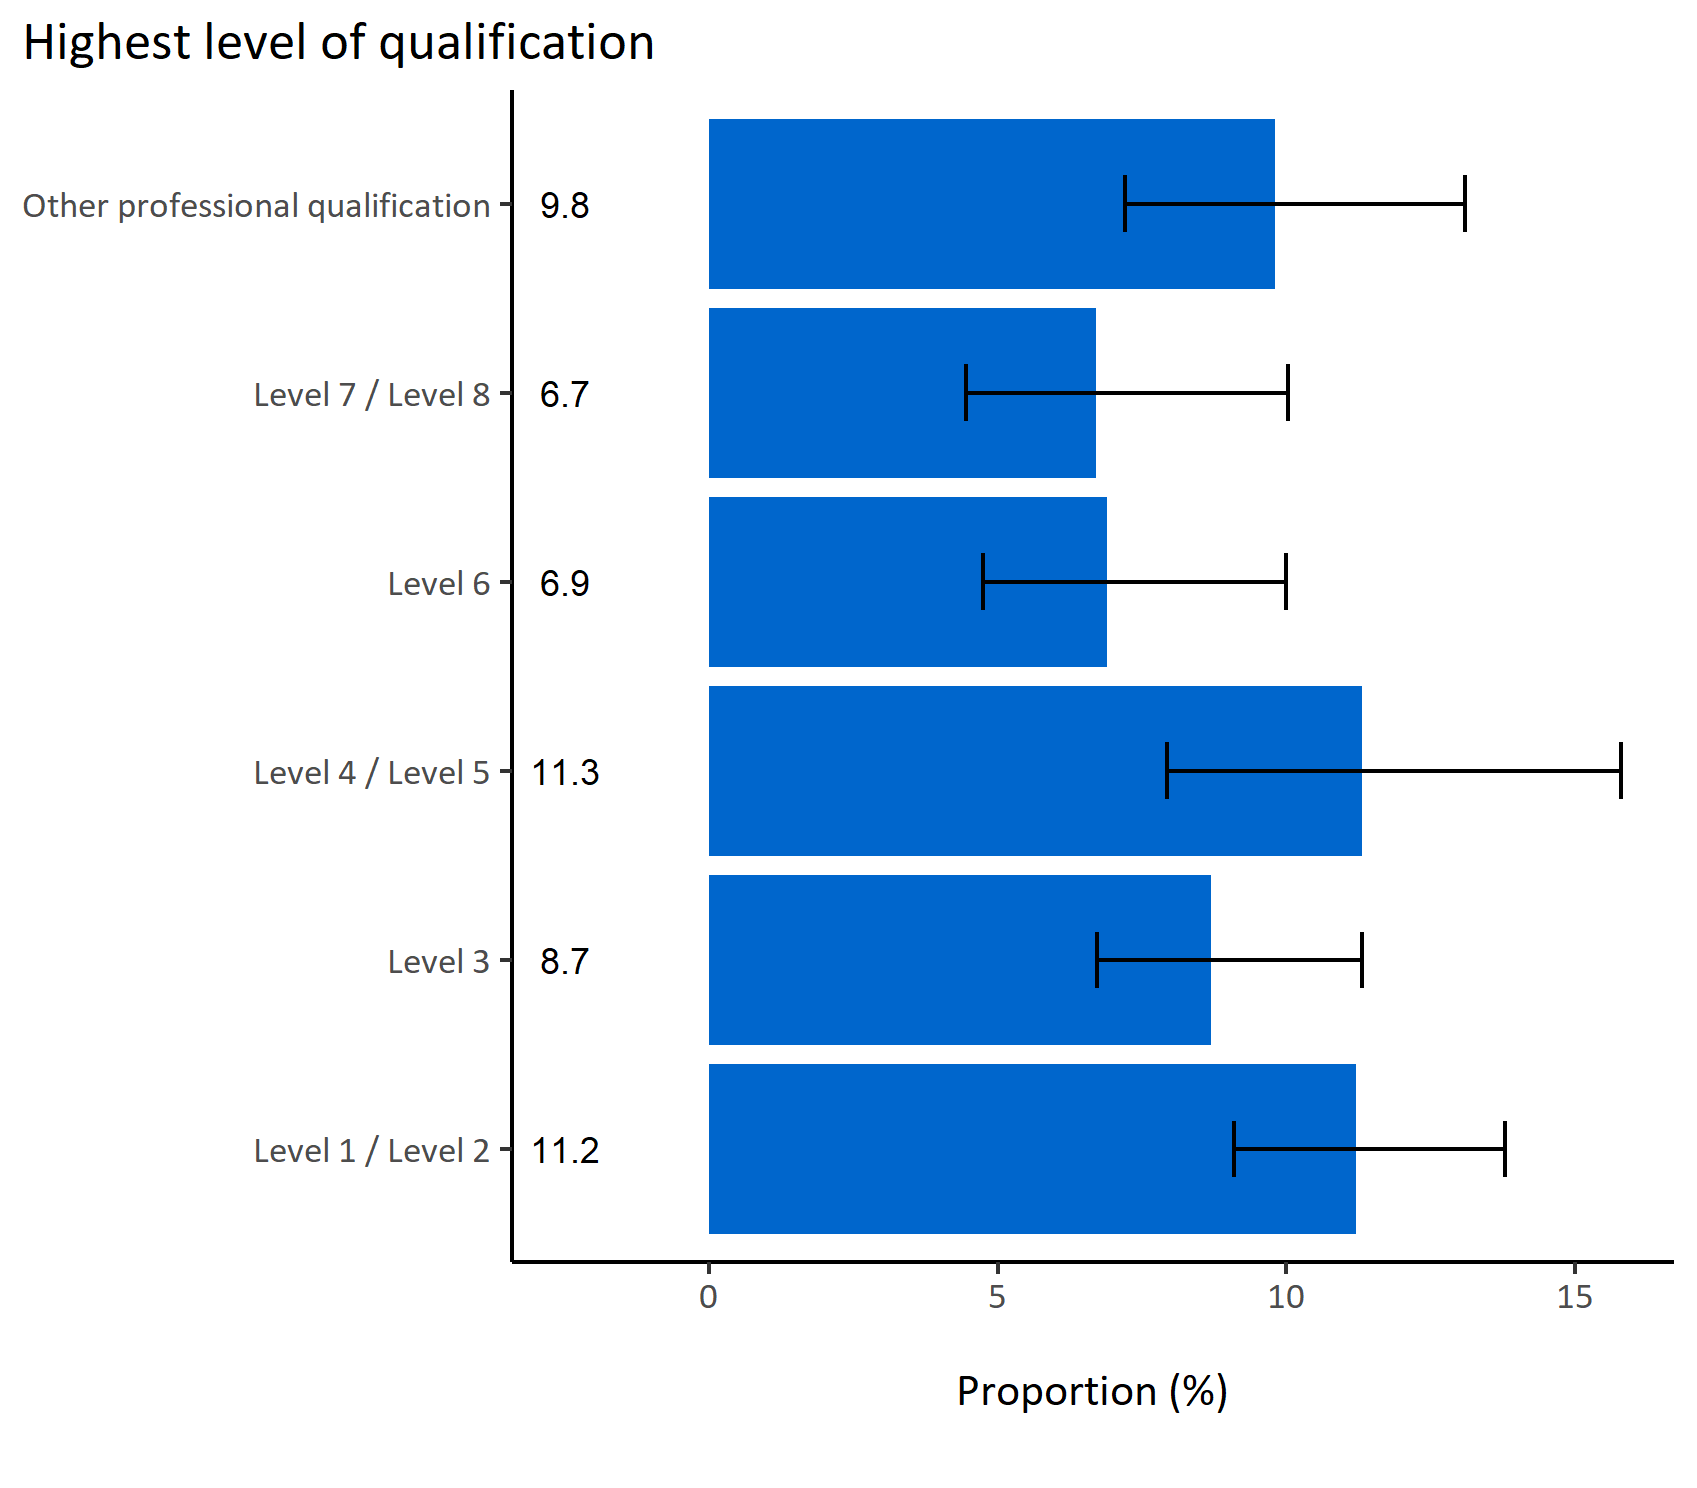 Highest level of qualification
Other professional qualification 9.8
Level 7 / Level 8 6.7
Level 6 6.9
Level 4 / Level 5 11.3
Level 3 8.7
Level 1 / Level 2 11.2
0 5 10 15
Proportion (%)